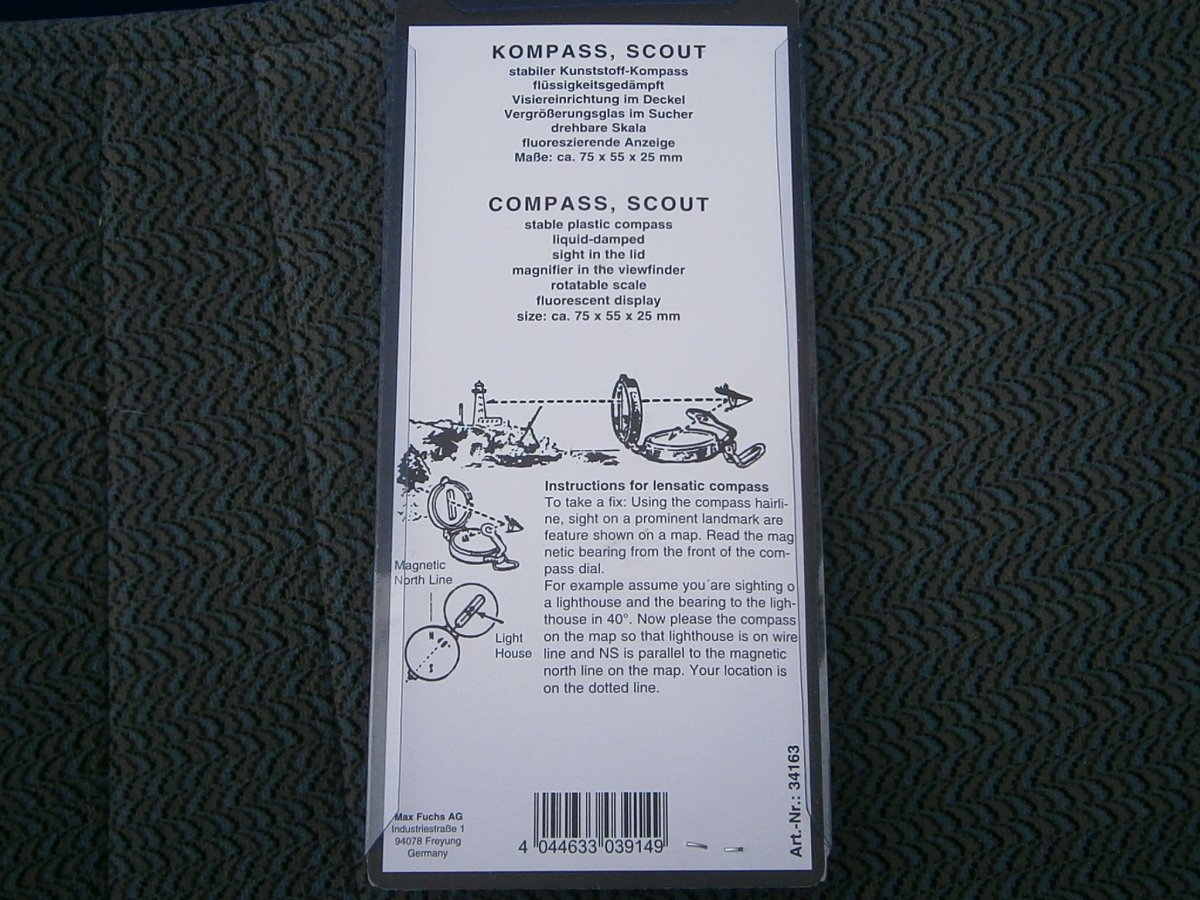 KOMPASS, SCOUT
stabiler Kunststoff-Kompass
flüssigkeitsgedämpft
Visiereinrichtung im Deckel
Vergrößerungsglas im Sucher
drehbare Skala
fluoreszierende Anzeige
Maße: ca. 75 x 55 x 25 mm
COMPASS, SCOUT
stable plastic compass
liquid-damped
sight in the lid
magnifier in the viewfinder
rotatable scale
fluorescent display
size: ca. 75 x 55 x 25 mm
Instructions for lensatic compass
To take a fix: Using the compass hairli-
ne, sight on a prominent landmark are
feature shown on a map. Read the mag
netic bearing from the front of the com-
pass dial.
For example assume you´are sighting o
a lighthouse and the bearing to the ligh-
thouse in 40°. Now please the compass
on the map so that lighthouse is on wire
line and NS is parallel to the magnetic
north line on the map. Your location is
on the dotted line.
Magnetic
North Line
N
S
Light
House
Max Fuchs AG
Industriestraße 1
94078 Freyung
Germany
4 044633 039149
Art.-Nr.: 34163